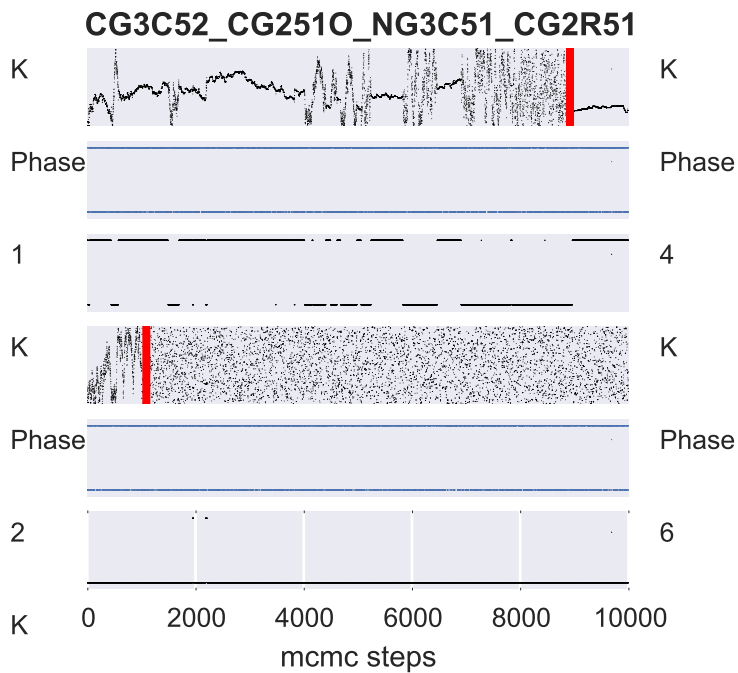 CG3C52_CG251O_NG3C51_CG2R51
K K
Phase Phase
1 4
K K
Phase Phase
2 6
K 0 2000 4000 6000 8000 10000
mcmc steps